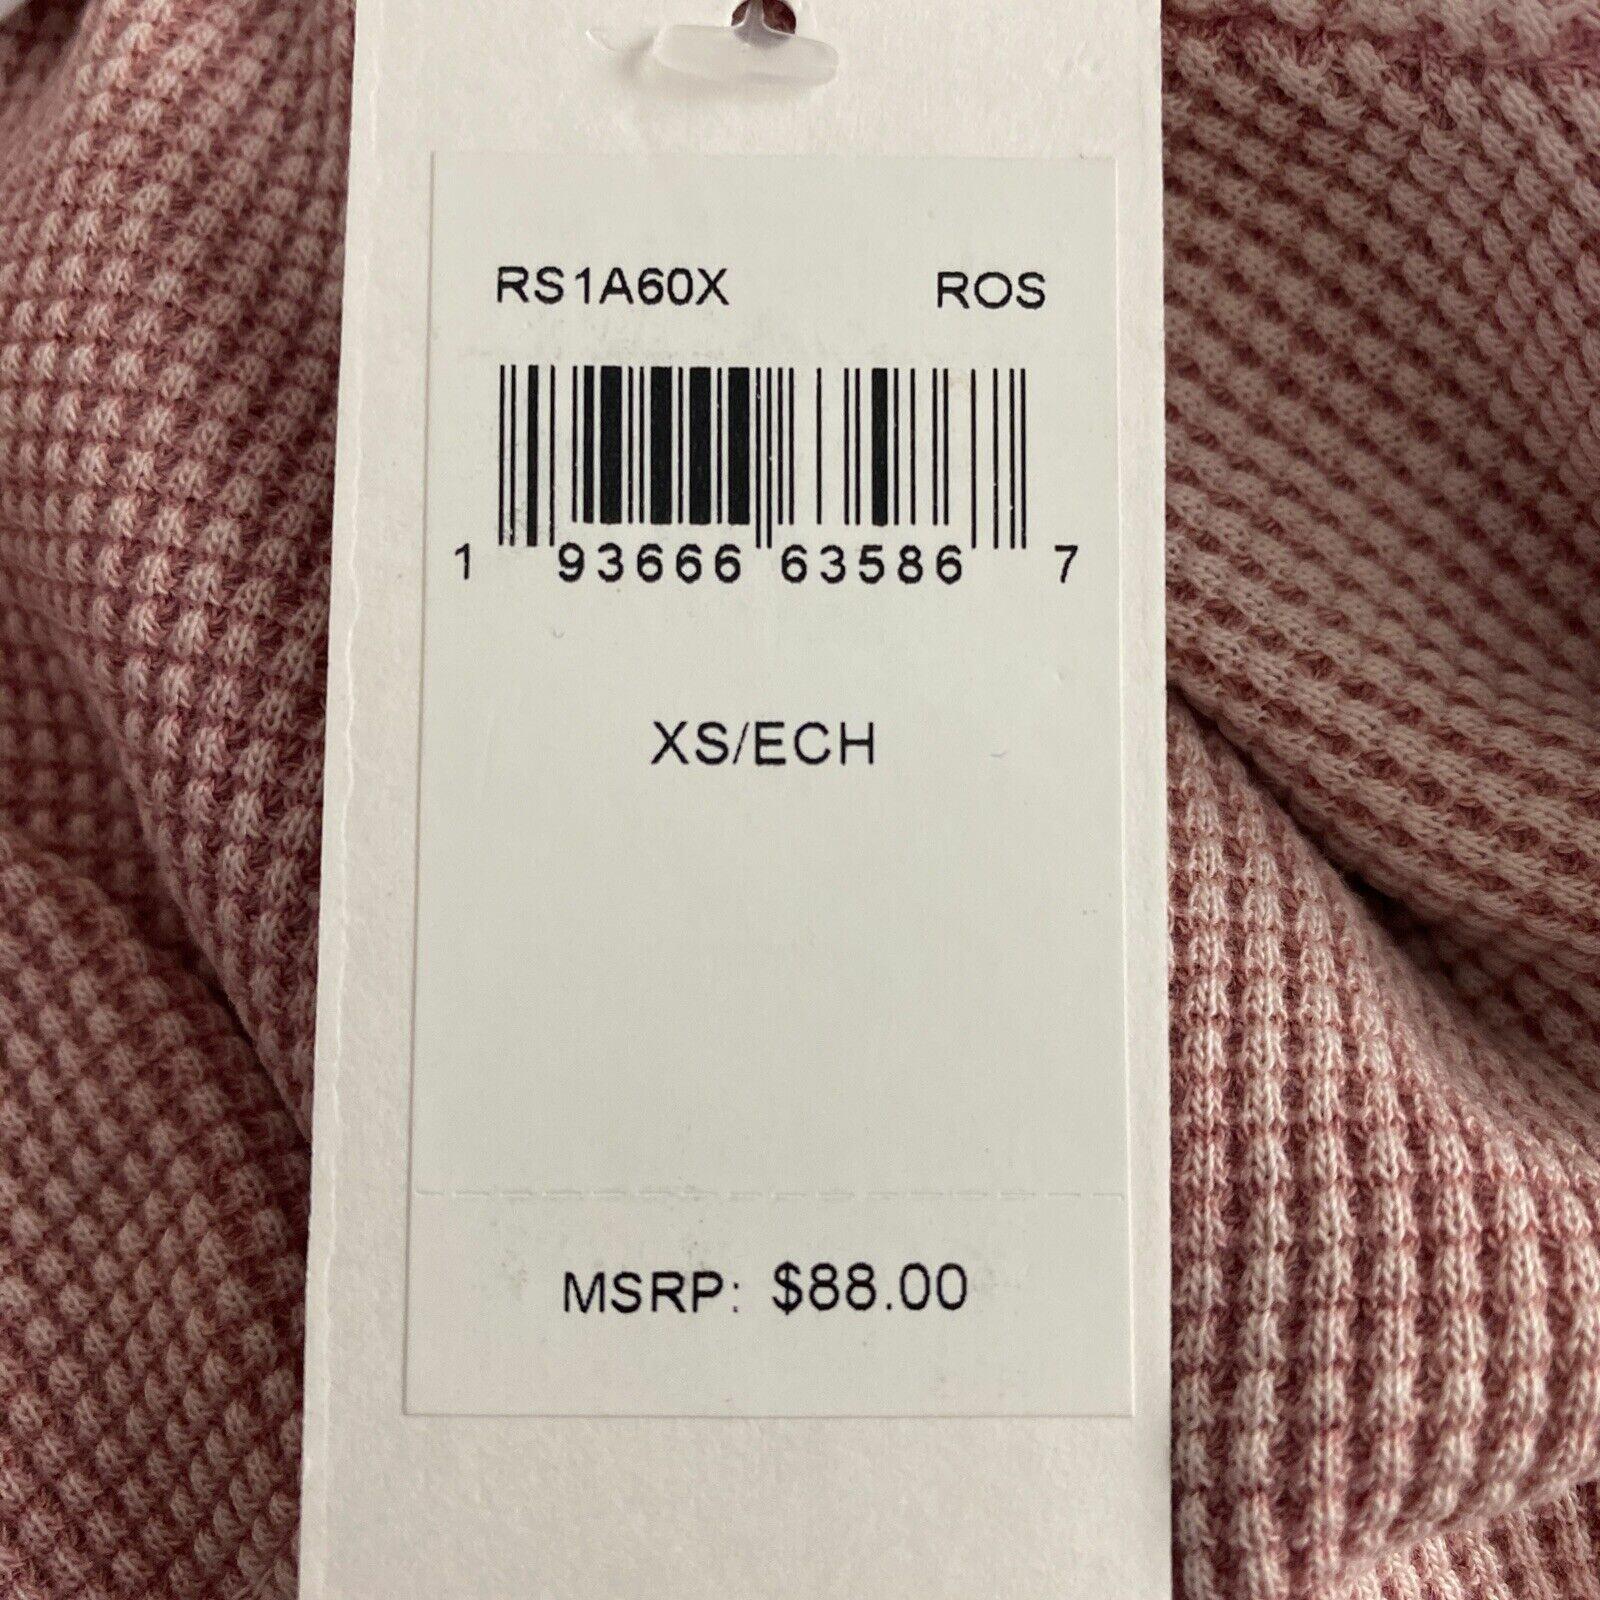 RS1A60X ROS
1 93666 63586 7
XS/ECH
MSRP: $88.00